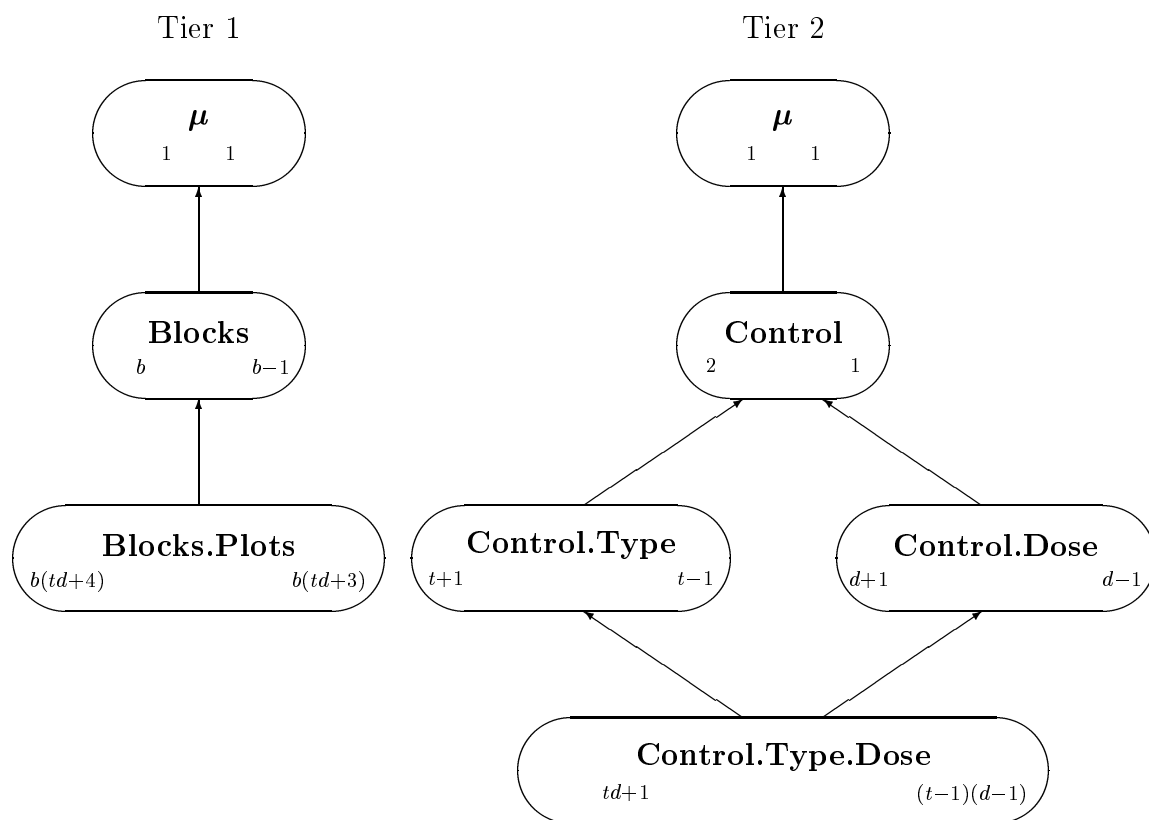 Tier 1
Tier 2
μ
1 1
μ
1 1
Blocks
b b−1
Control
2 1
Blocks.Plots
b(td+4) b(td+3)
Control.Type
t+1 t−1
Control.Dose
d+1 d−1
Control.Type.Dose
td+1 (t−1)(d−1)